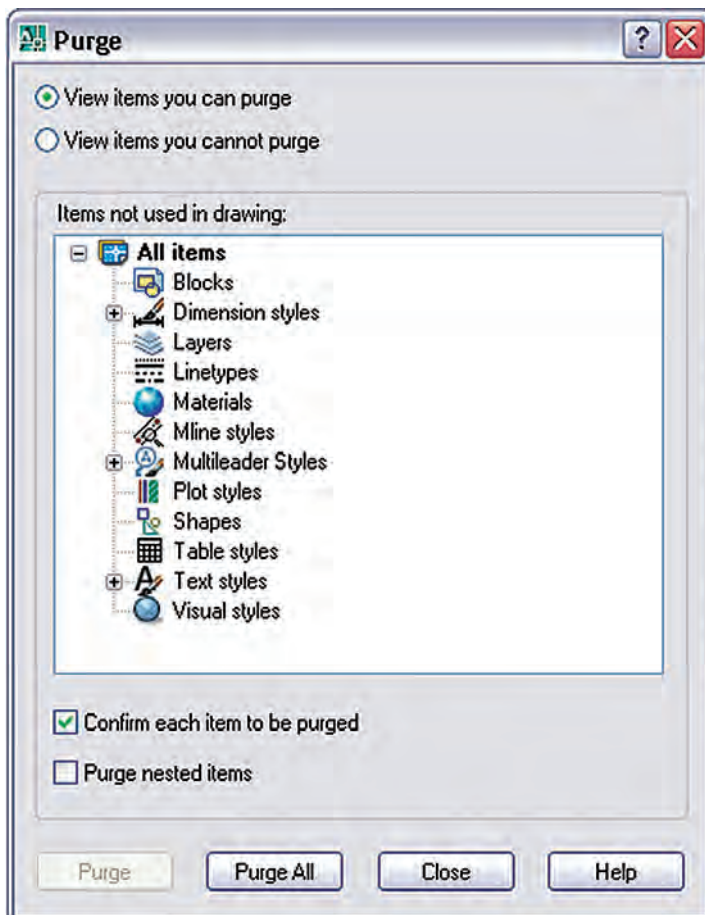 Purge
View items you can purge
View items you cannot purge
Items not used in drawing:
All items
Blocks
Dimension styles
Layers
Linetypes
Materials
Mline styles
Multileader Styles
Plot styles
Shapes
Table styles
Text styles
Visual styles
Confirm each item to be purged
Purge nested items
Purge Purge All Close Help